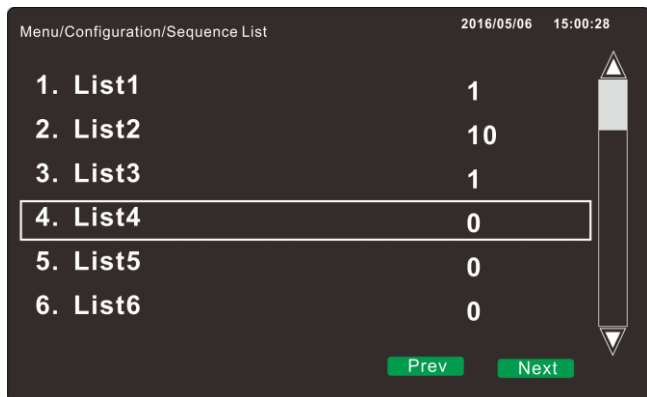 Menu/Configuration/Sequence List 2016/05/06 15:00:28
1. List1 1
2. List2 10
3. List3 1
4. List4 0
5. List5 0
6. List6 0
Prev Next